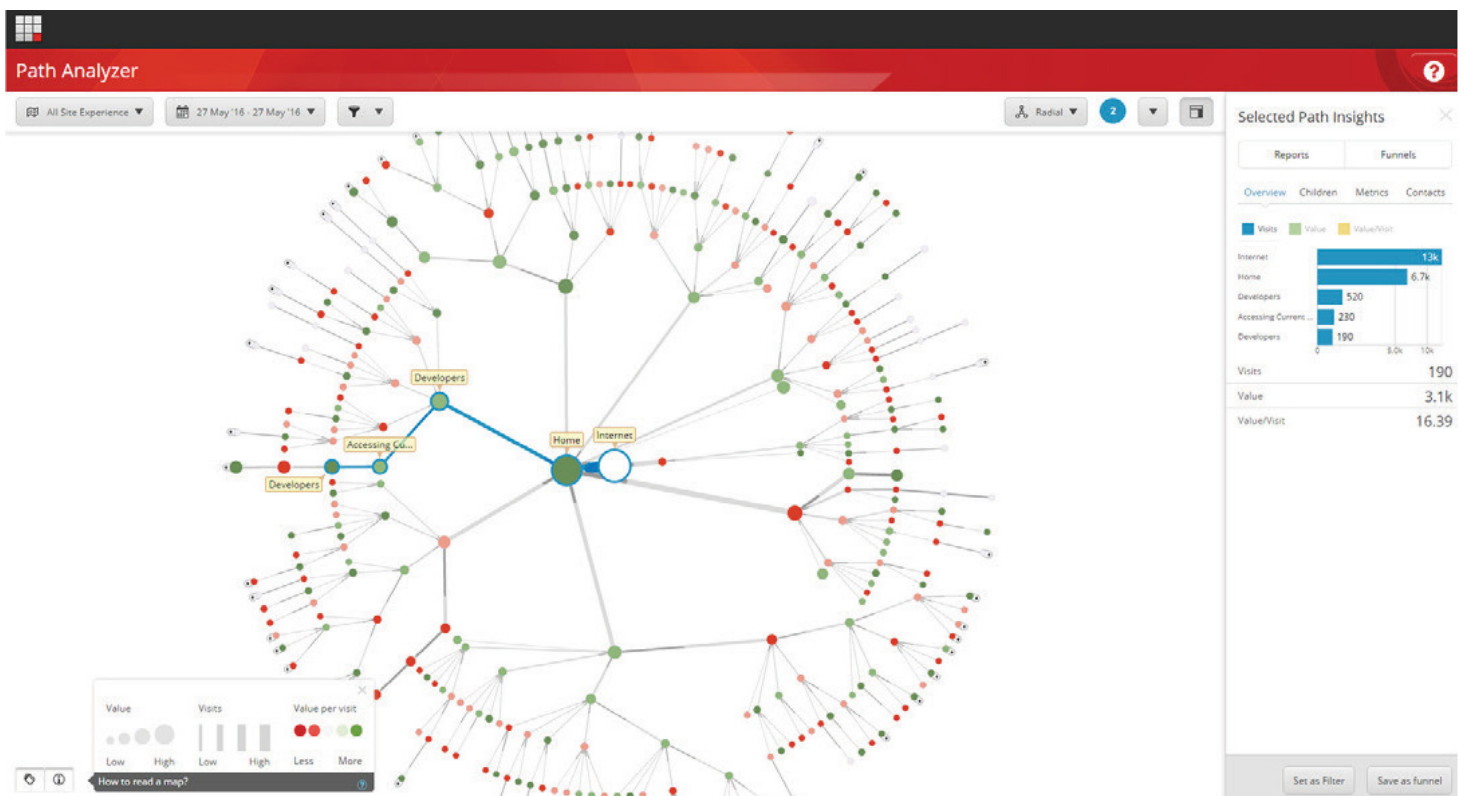 Path Analyzer
?
All Site Experience
27 May '16 - 27 May '16
Radial
2
Selected Path Insights
Reports Funnels
Overview Children Metrics Contacts
Visits Value Value/Visit
Internet 13k
Home 6.7k
Developers 520
Accessing Current ... 230
Developers 190
0 5.0k 10k
Visits 190
Value 3.1k
Value/Visit 16.39
Developers
Accessing Cu...
Home
Internet
Developers
Value Visits Value per visit
Low High Low High Less More
How to read a map? ?
Set as Filter Save as funnel